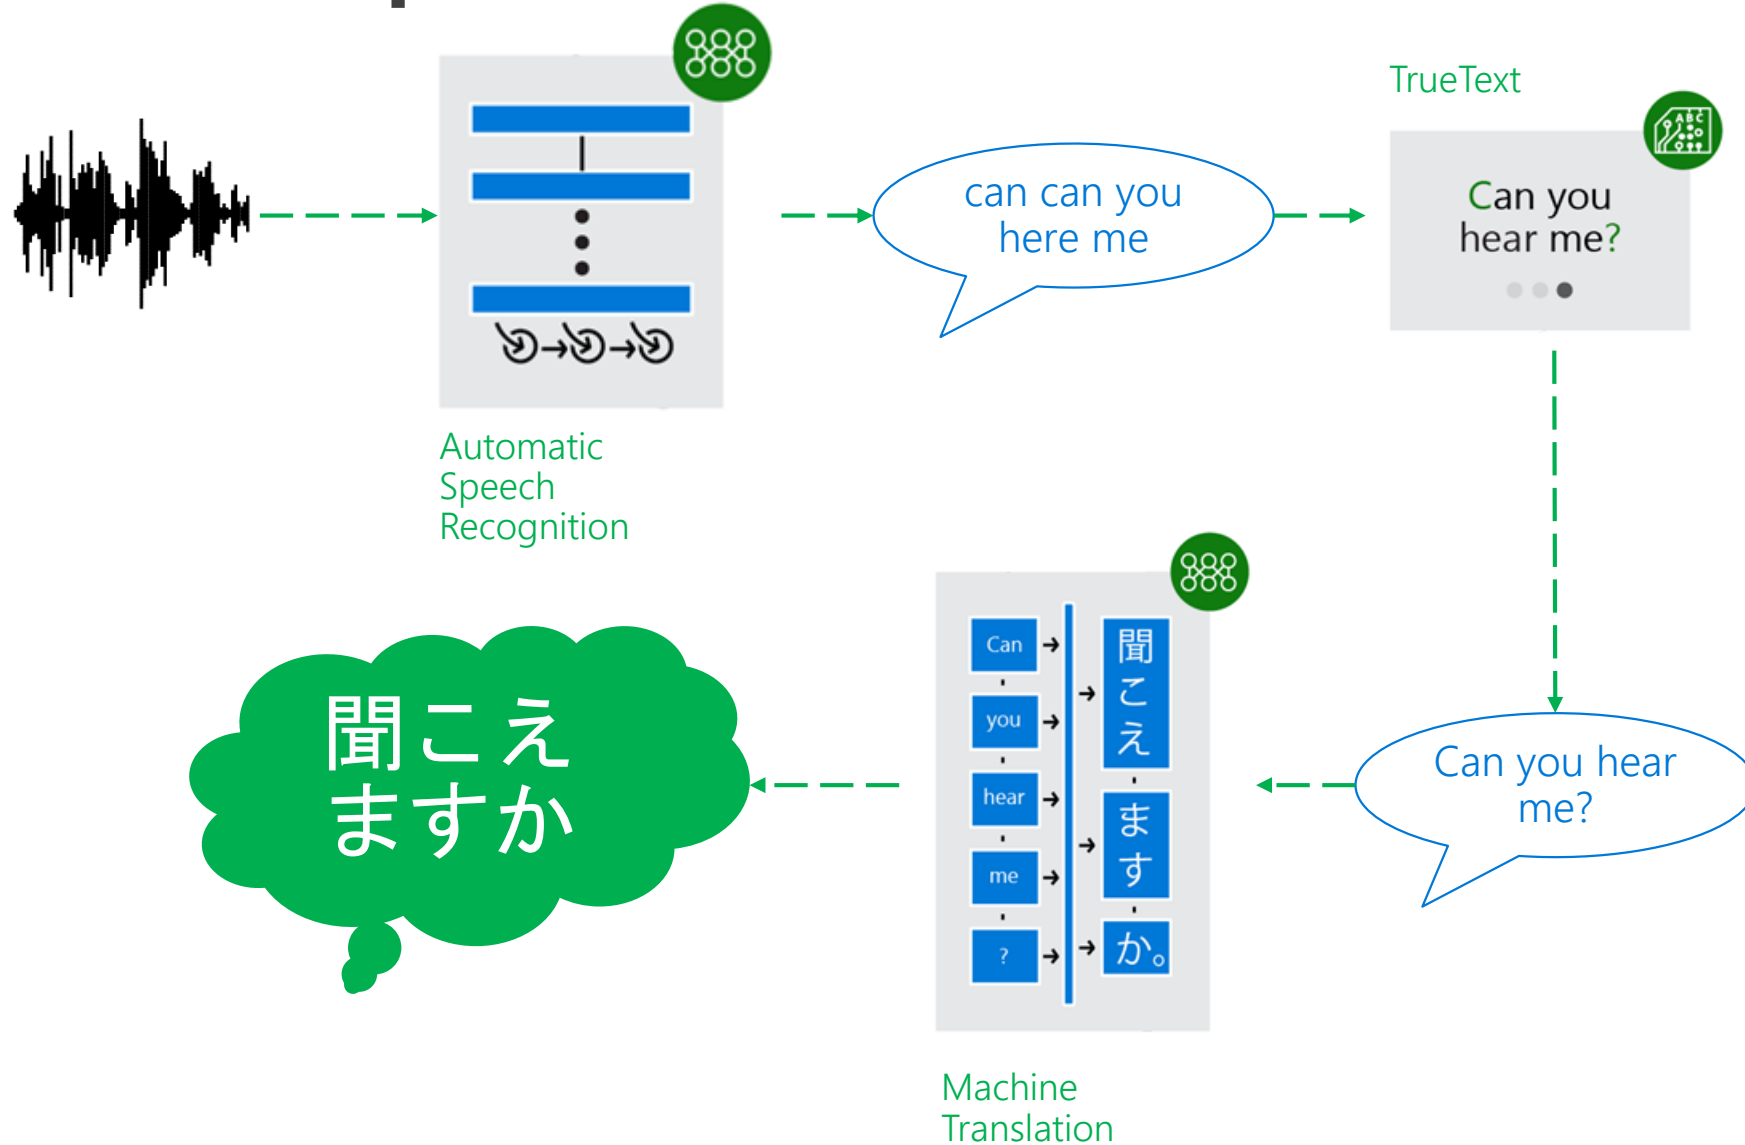 Automatic
Speech
Recognition
can can you
here me
TrueText
ABC
Can you
hear me?
Can you hear
me?
Can
you
hear
me
?
聞こえ
ます
か。
Machine
Translation
聞こえ
ますか